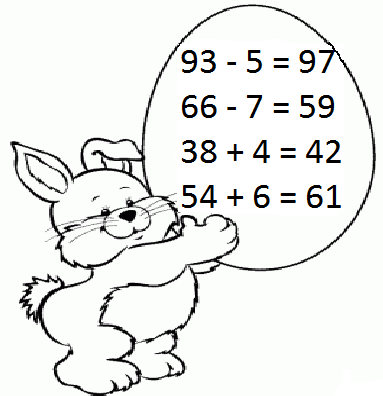 93 - 5 = 97
66 - 7 = 59
38 + 4 = 42
54 + 6 = 61